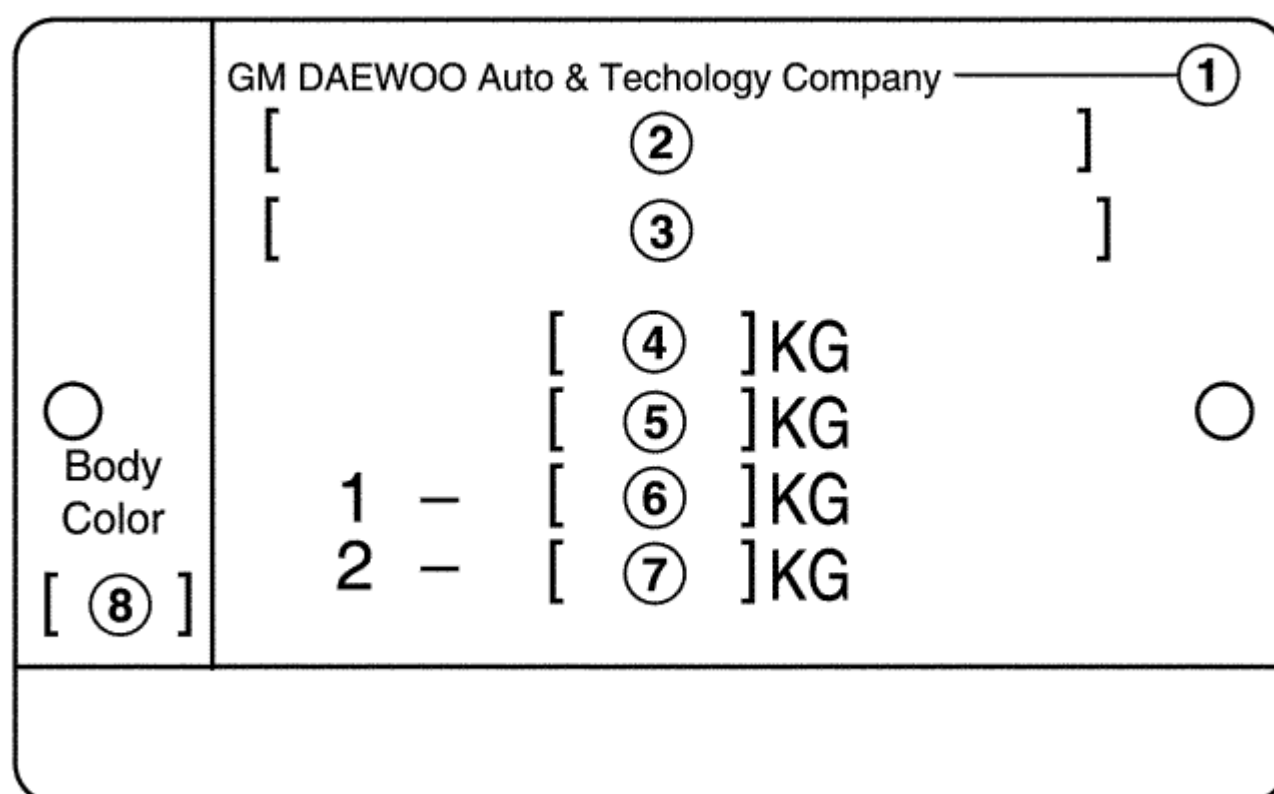 GM DAEWOO Auto & Techology Company 1
[ 2 ]
[ 3 ]
[ 4 ]KG
[ 5 ]KG
1 – [ 6 ]KG
2 – [ 7 ]KG
Body
Color
[ 8 ]